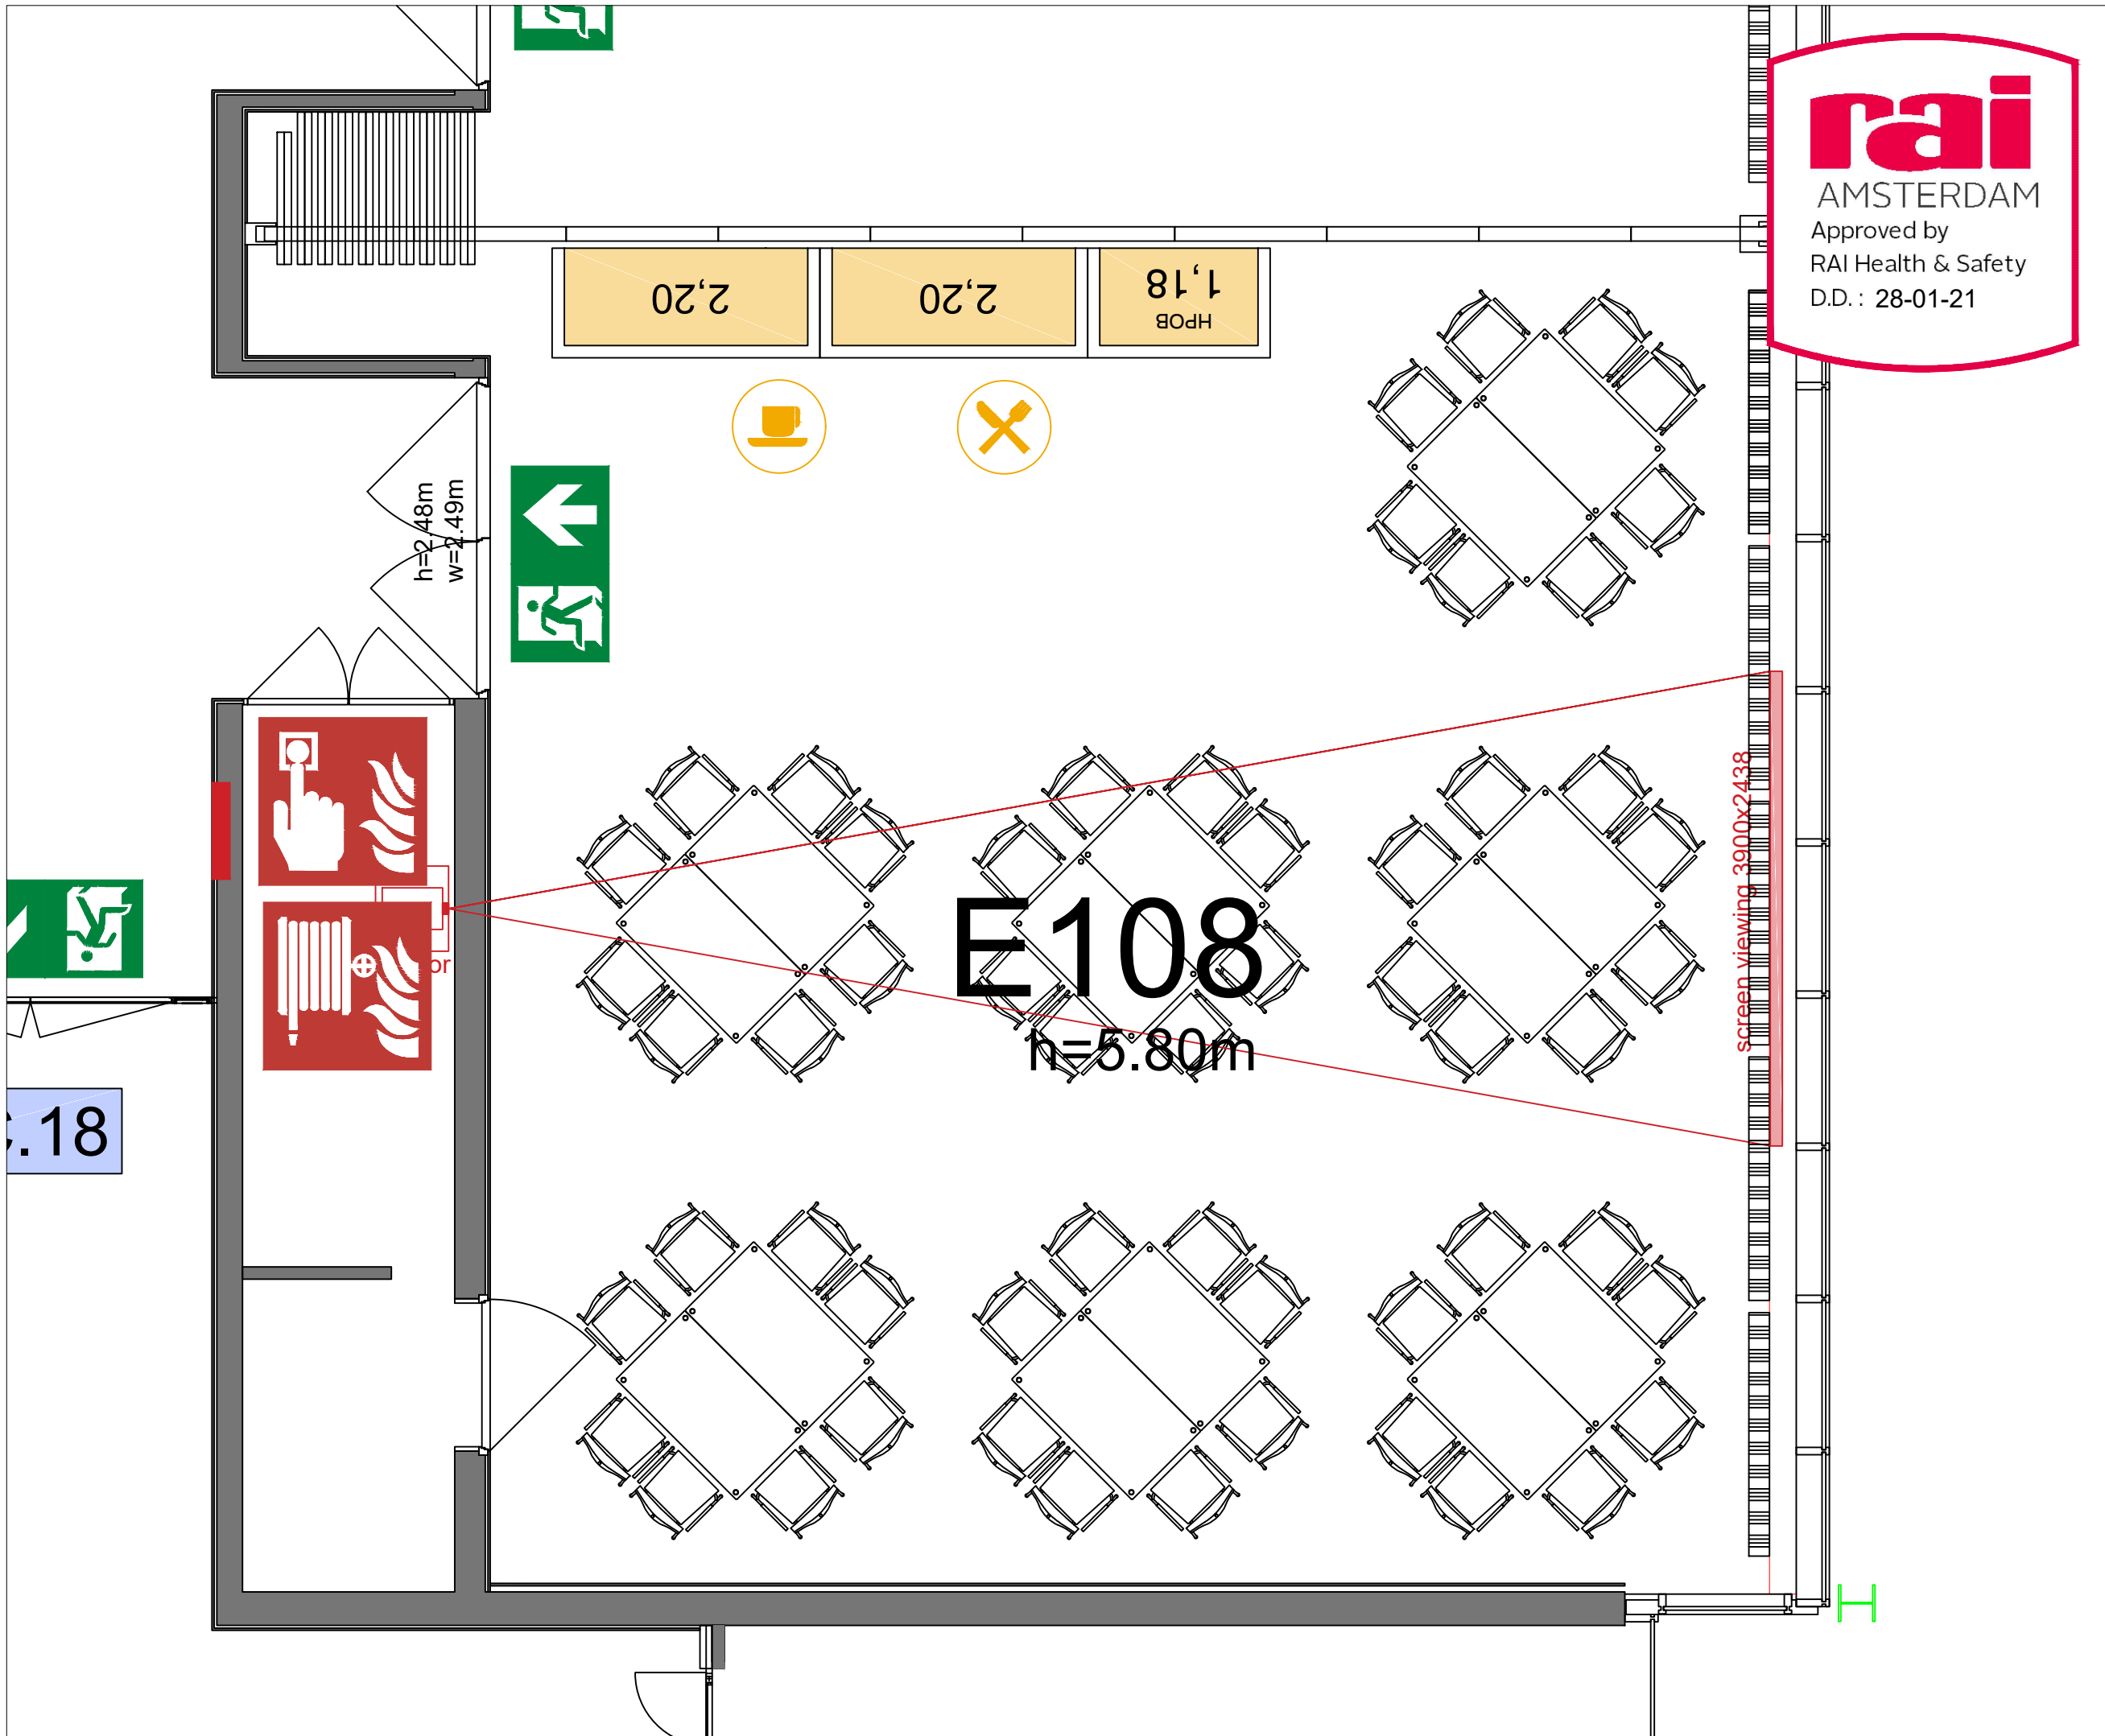 rai
AMSTERDAM
Approved by
RAI Health & Safety
D.D. : 28-01-21
2,20
2,20
1,18
HPOB
h=2.48m
w=2.49m
screen viewing 3900x2438
E108
h=5.80m
.18
H